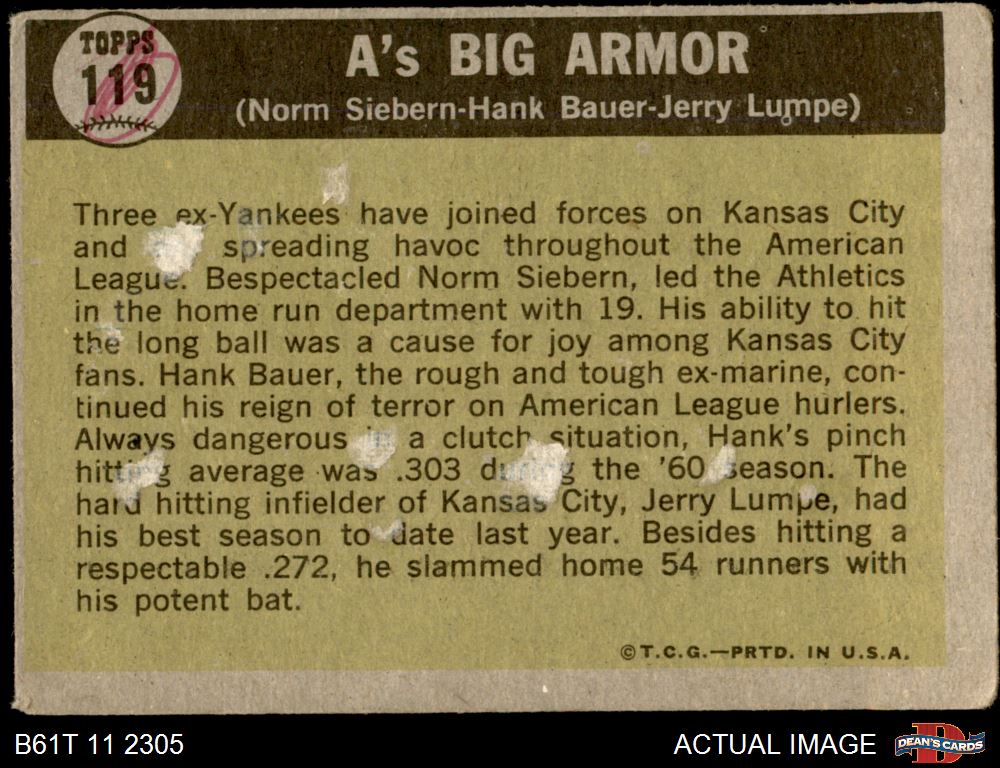 TOPPS
119
A's BIG ARMOR
(Norm Siebern-Hank Bauer-Jerry Lumpe)
Three ex-Yankees have joined forces on Kansas City
and spreading havoc throughout the American
League. Bespectacled Norm Siebern, led the Athletics
in the home run department with 19. His ability to hit
the long ball was a cause for joy among Kansas City
fans. Hank Bauer, the rough and tough ex-marine, con-
tinued his reign of terror on American League hurlers.
Always dangerous in a clutch situation, Hank's pinch
hitting average was .303 during the '60 season. The
hard hitting infielder of Kansas City, Jerry Lumpe, had
his best season to date last year. Besides hitting a
respectable .272, he slammed home 54 runners with
his potent bat.
©T.C.G.—PRTD. IN U.S.A.
B61T 11 2305
ACTUAL IMAGE
DEAN'S CARDS